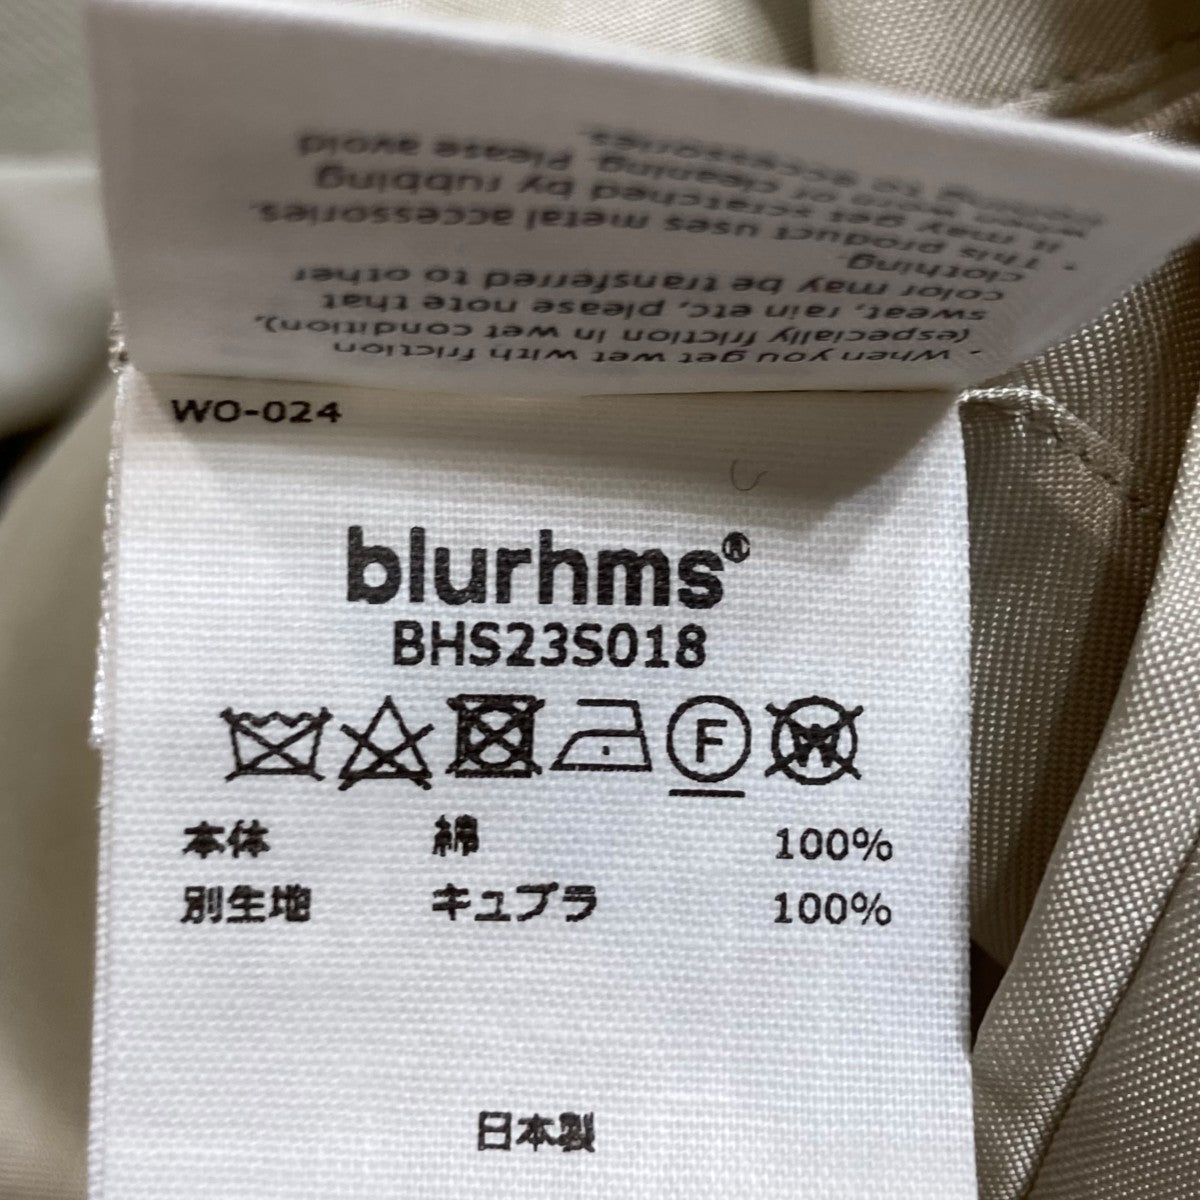 • When you get wet with friction
(especially friction in wet condition),
sweat, rain etc, please note that
color may be transferred to other
clothing.
• This product uses metal accessories.
it may get scratched by rubbing
when worn or cleaning. Please avoid
to accessories.
WO-024
blurhms®
BHS23S018
F
W
本体 綿 100%
別生地 キュプラ 100%
日本製